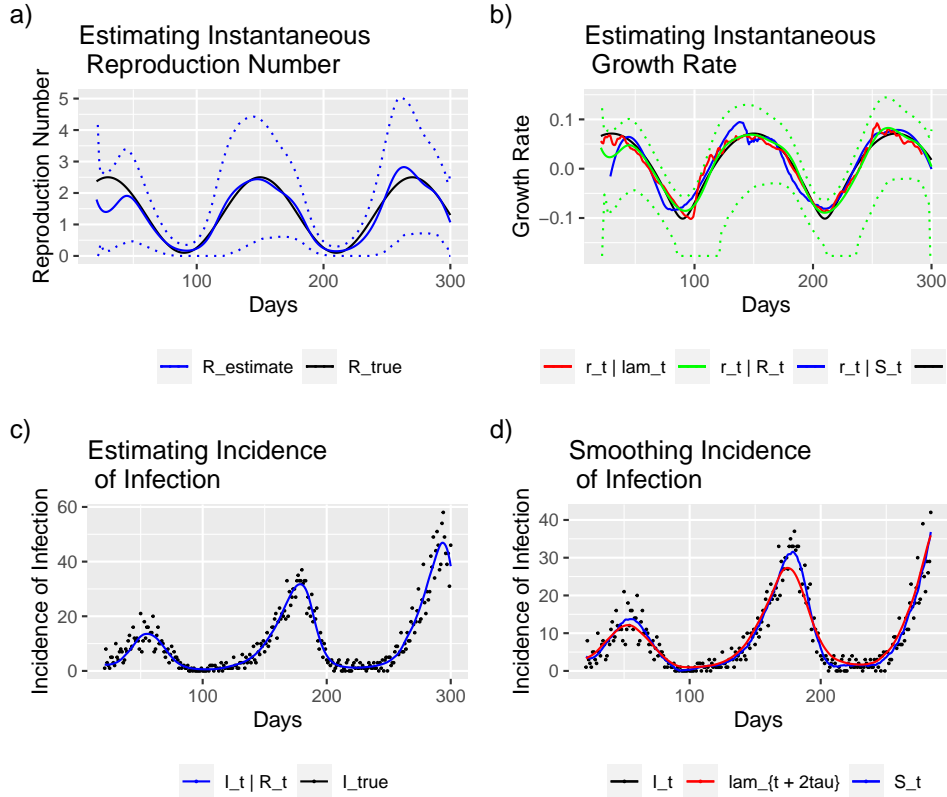 a)
Estimating Instantaneous
Reproduction Number
Reproduction Number
5
4
3
2
1
0
100
200
300
Days
R_estimate
R_true
b)
Estimating Instantaneous
Growth Rate
Growth Rate
0.1
0.0
−0.1
100
200
300
Days
r_t | lam_t
r_t | R_t
r_t | S_t
c)
Estimating Incidence
of Infection
Incidence of Infection
60
40
20
0
100
200
300
Days
I_t | R_t
I_true
d)
Smoothing Incidence
of Infection
Incidence of Infection
40
30
20
10
0
100
200
Days
I_t
lam_{t + 2tau}
S_t